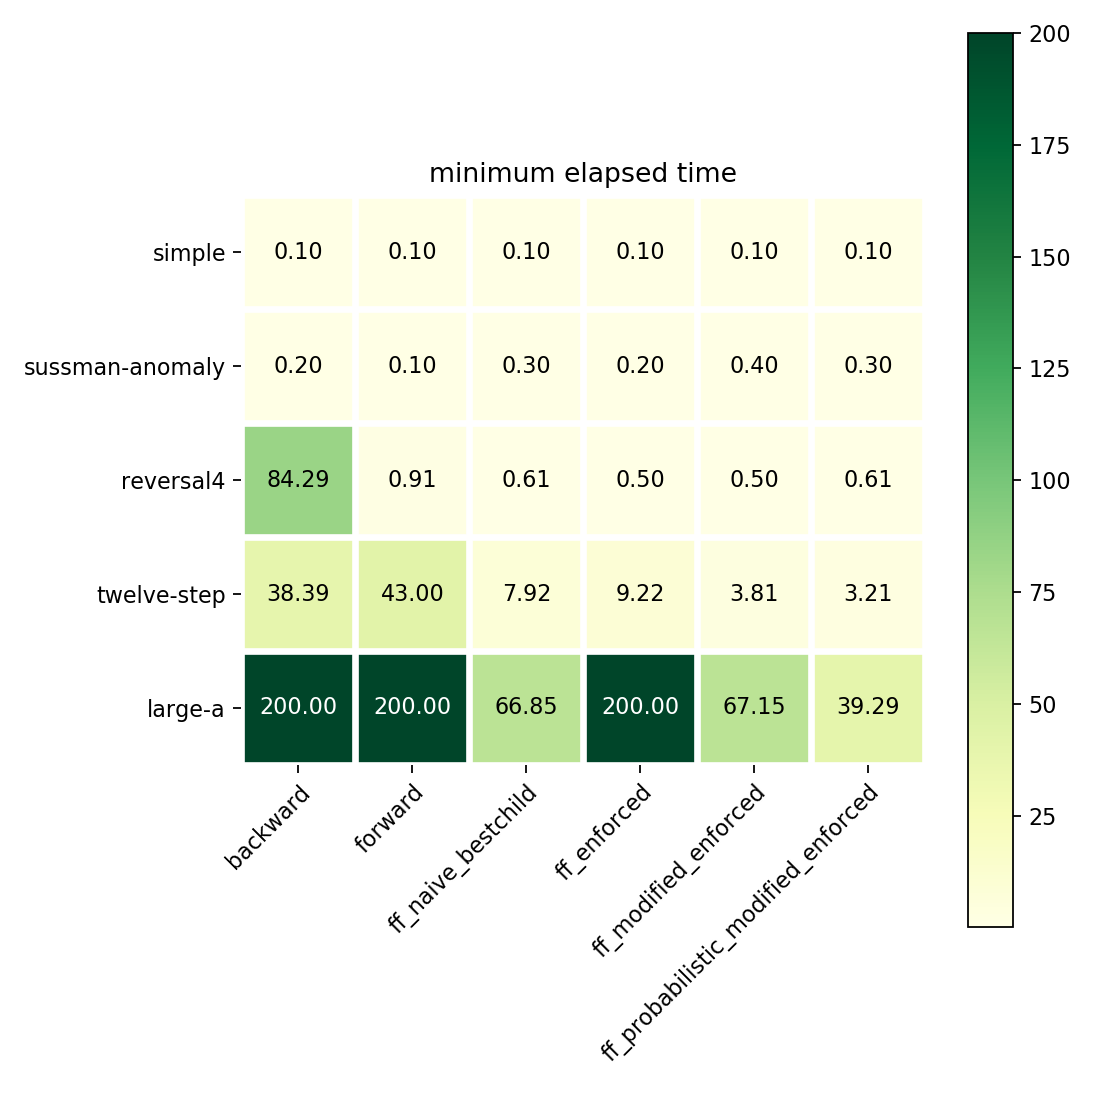 minimum elapsed time
simple 0.10 0.10 0.10 0.10 0.10 0.10
sussman-anomaly 0.20 0.10 0.30 0.20 0.40 0.30
reversal4 84.29 0.91 0.61 0.50 0.50 0.61
twelve-step 38.39 43.00 7.92 9.22 3.81 3.21
large-a 200.00 200.00 66.85 200.00 67.15 39.29
backward
forward
ff_naive_bestchild
ff_enforced
ff_modified_enforced
ff_probabilistic_modified_enforced
200
175
150
125
100
75
50
25